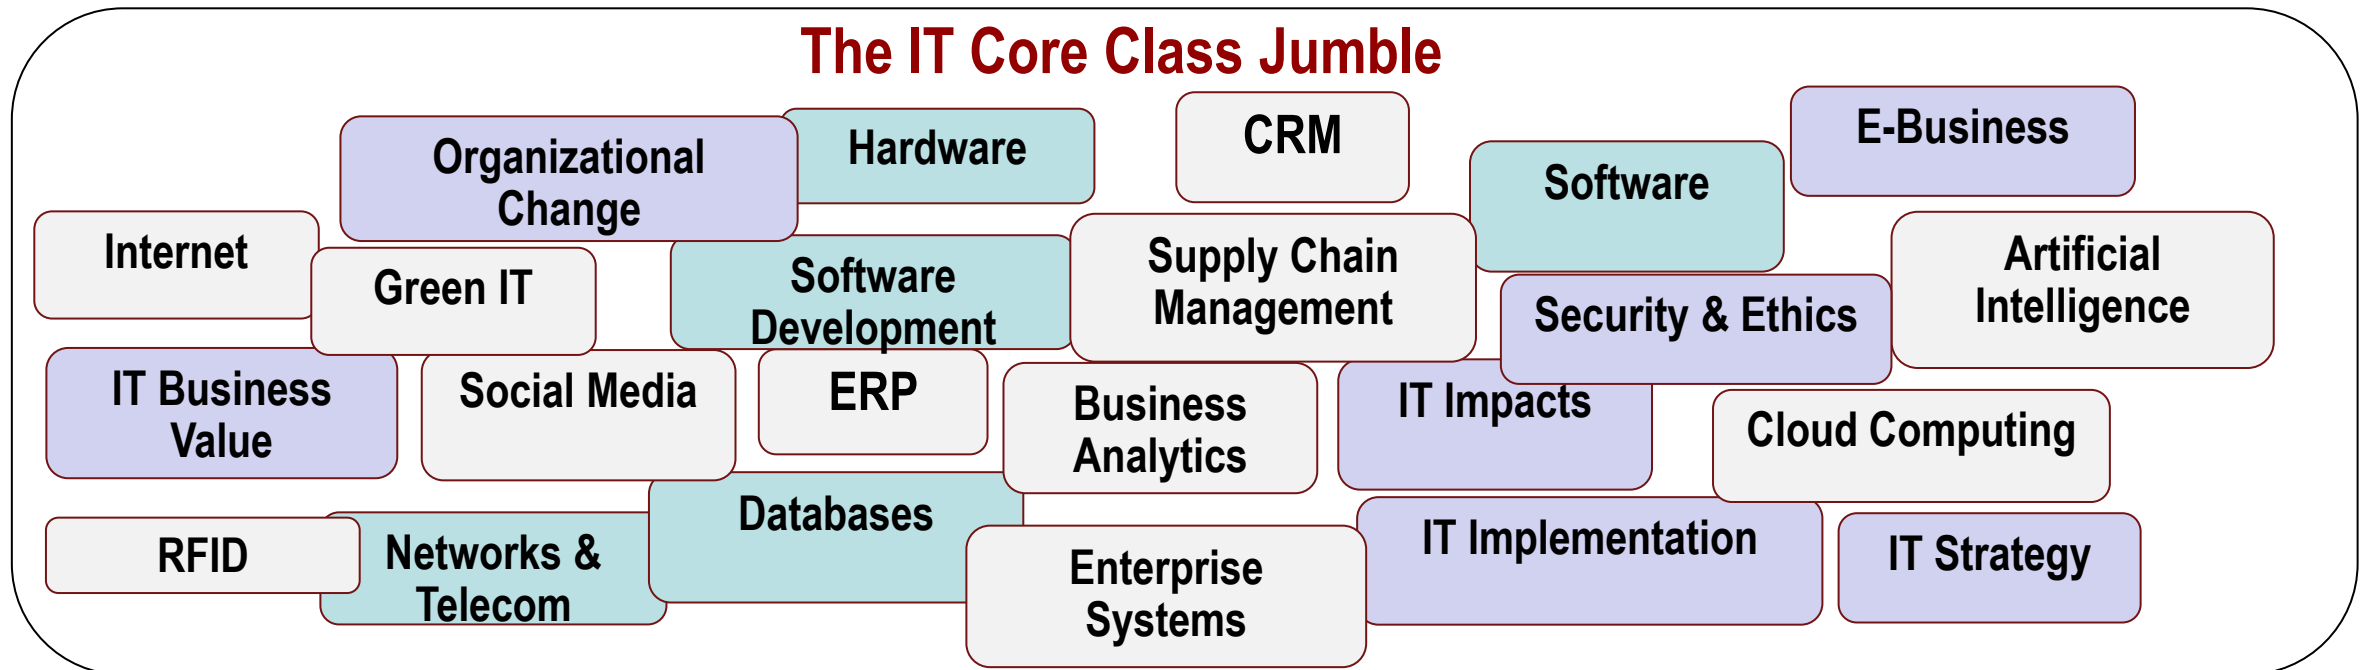 The IT Core Class Jumble
Organizational
Change
Hardware
CRM
Software
E-Business
Internet
Green IT
Software
Development
Supply Chain
Management
Security & Ethics
Artificial
Intelligence
IT Business
Value
Social Media
ERP
Business
Analytics
IT Impacts
Cloud Computing
RFID
Networks &
Telecom
Databases
Enterprise
Systems
IT Implementation
IT Strategy